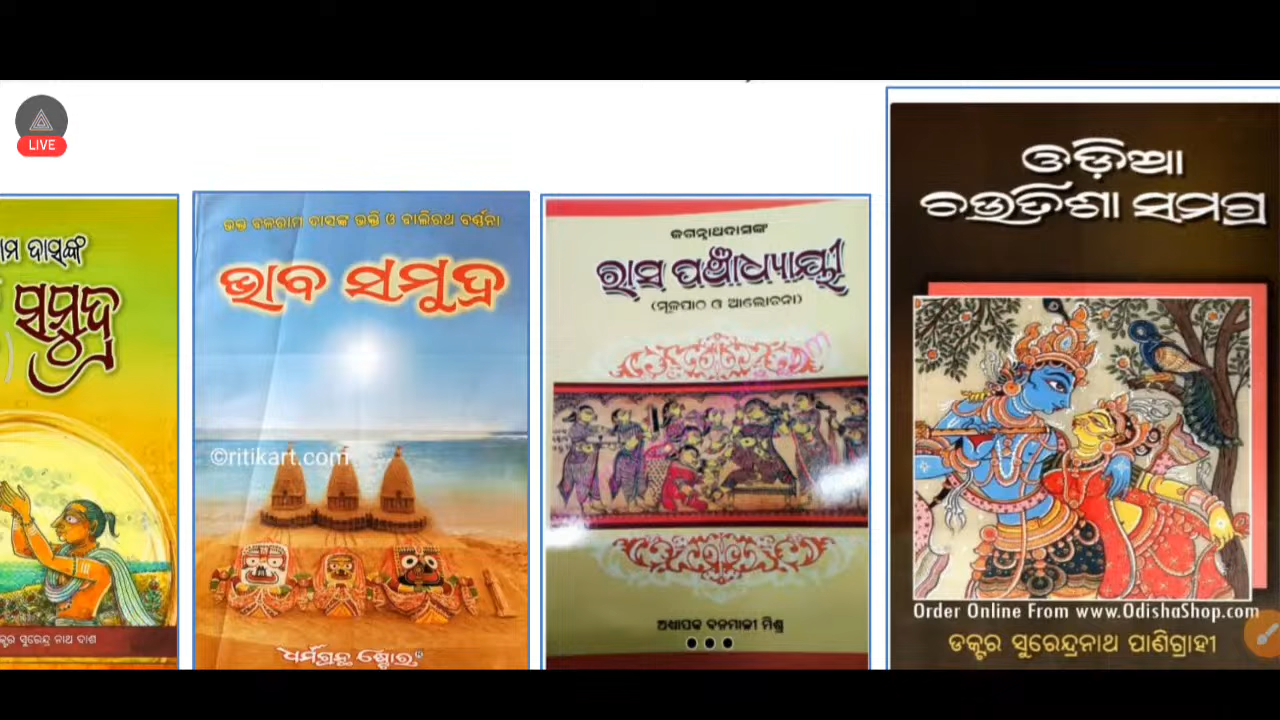 LIVE
ଦାସଙ୍କ
ସମୁଦ୍ର
ଡକ୍ଟର ସୁରେନ୍ଦ୍ର ନାଥ ଦାଶ
ଭକ୍ତ ବଳରାମ ଦାସଙ୍କ ଭକ୍ତି ଓ ବାଲିରଥ ବର୍ଣ୍ଣନା
ଭାବ ସମୁଦ୍ର
©ritikart.com
ଧର୍ମଗ୍ରନ୍ଥ ଷ୍ଟୋର®
ଜଗନ୍ନାଥଦାସଙ୍କ
ରାସ ପଞ୍ଚାଧ୍ୟାୟୀ
(ମୂଳପାଠ ଓ ଆଲୋଚନା)
ଅଧ୍ୟାପକ ବନମାଳୀ ମିଶ୍ର
ଓଡ଼ିଆ
ଚଉତିଶା ସମଗ୍ର
Order Online From www.OdishaShop.com
ଡକ୍ଟର ସୁରେନ୍ଦ୍ରନାଥ ପାଣିଗ୍ରାହୀ